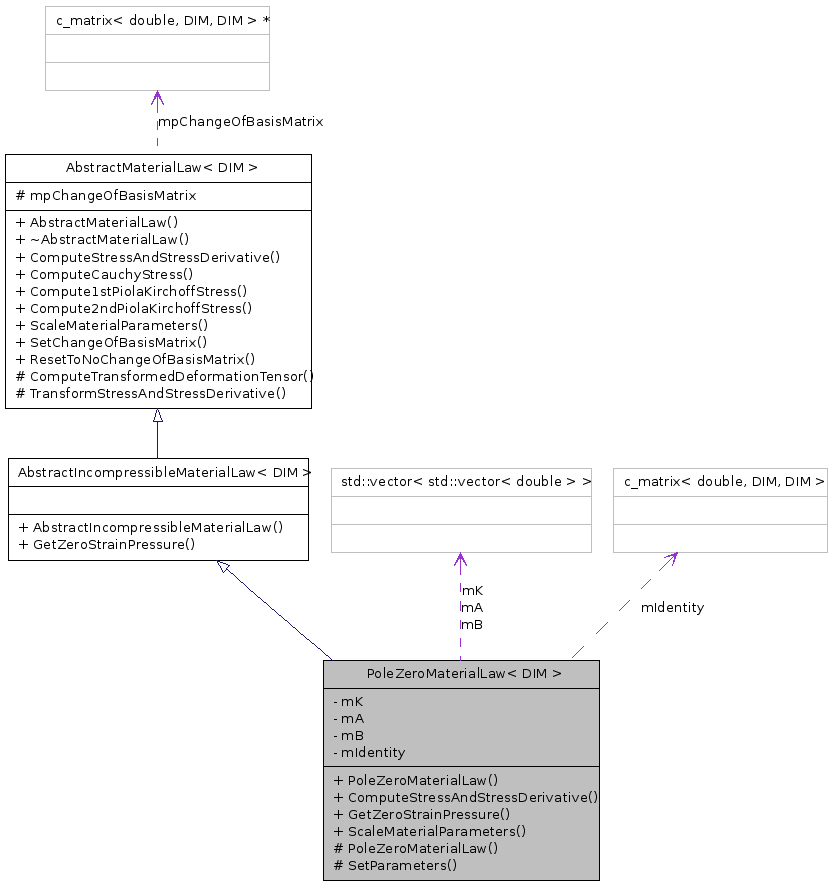 c_matrix< double, DIM, DIM > *
mpChangeOfBasisMatrix
AbstractMaterialLaw< DIM >
# mpChangeOfBasisMatrix
+ AbstractMaterialLaw()
+ ~AbstractMaterialLaw()
+ ComputeStressAndStressDerivative()
+ ComputeCauchyStress()
+ Compute1stPiolaKirchoffStress()
+ Compute2ndPiolaKirchoffStress()
+ ScaleMaterialParameters()
+ SetChangeOfBasisMatrix()
+ ResetToNoChangeOfBasisMatrix()
# ComputeTransformedDeformationTensor()
# TransformStressAndStressDerivative()
AbstractIncompressibleMaterialLaw< DIM >
+ AbstractIncompressibleMaterialLaw()
+ GetZeroStrainPressure()
std::vector< std::vector< double > >
c_matrix< double, DIM, DIM >
mK
mA
mB
mIdentity
PoleZeroMaterialLaw< DIM >
- mK
- mA
- mB
- mIdentity
+ PoleZeroMaterialLaw()
+ ComputeStressAndStressDerivative()
+ GetZeroStrainPressure()
+ ScaleMaterialParameters()
# PoleZeroMaterialLaw()
# SetParameters()